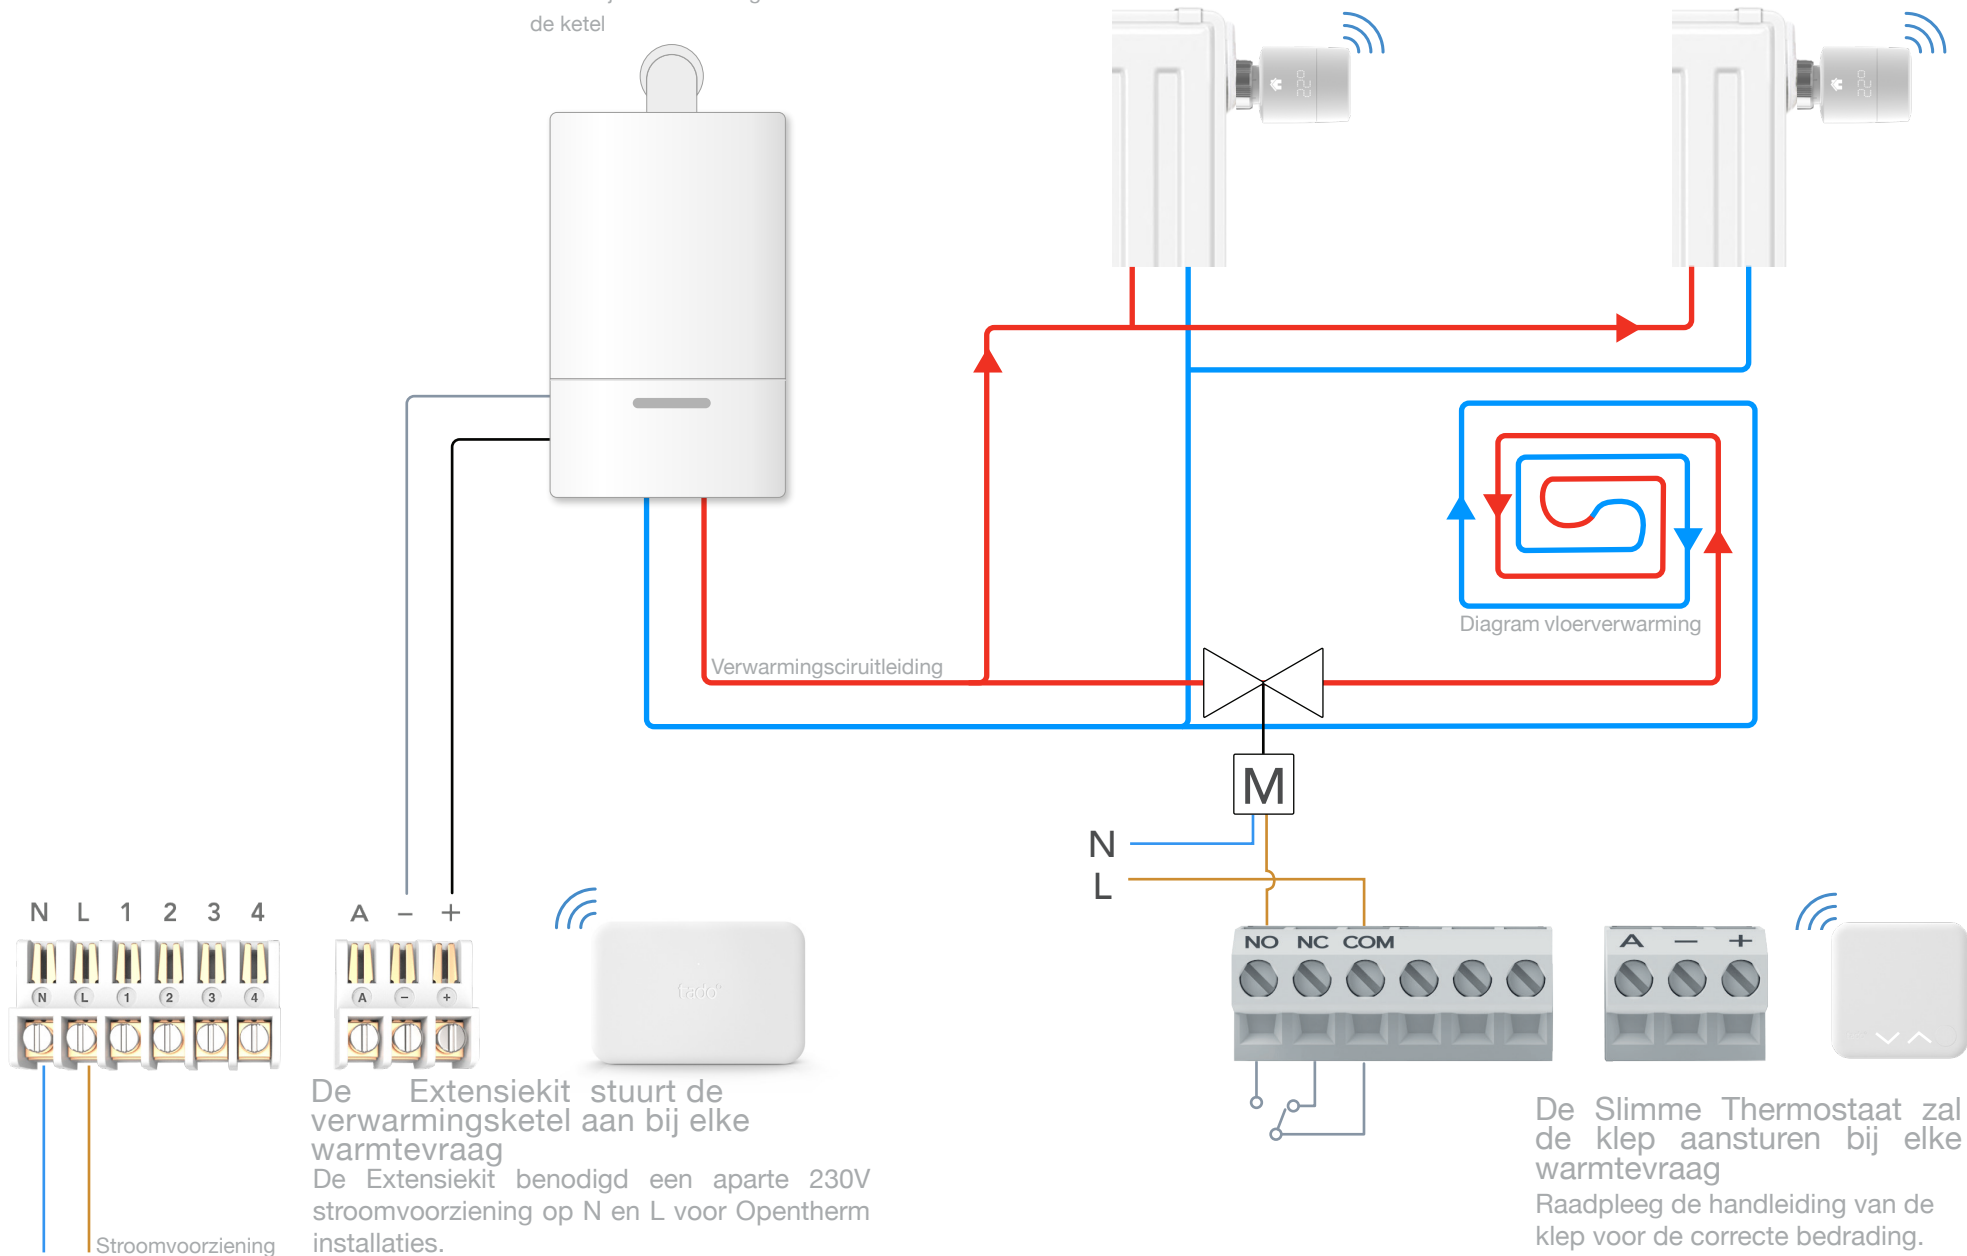 de ketel
22°
22°
Diagram vloerverwarming
Verwarmingsciruitleiding
M
N
L
N L 1 2 3 4
A − +
NO NC COM
A − +
N L 1 2 3 4
A − +
tado°
De Extensiekit stuurt de
verwarmingsketel aan bij elke
warmtevraag
De Extensiekit benodigd een aparte 230V
stroomvoorziening op N en L voor Opentherm
installaties.
Stroomvoorziening
De Slimme Thermostaat zal
de klep aansturen bij elke
warmtevraag
Raadpleeg de handleiding van de
klep voor de correcte bedrading.